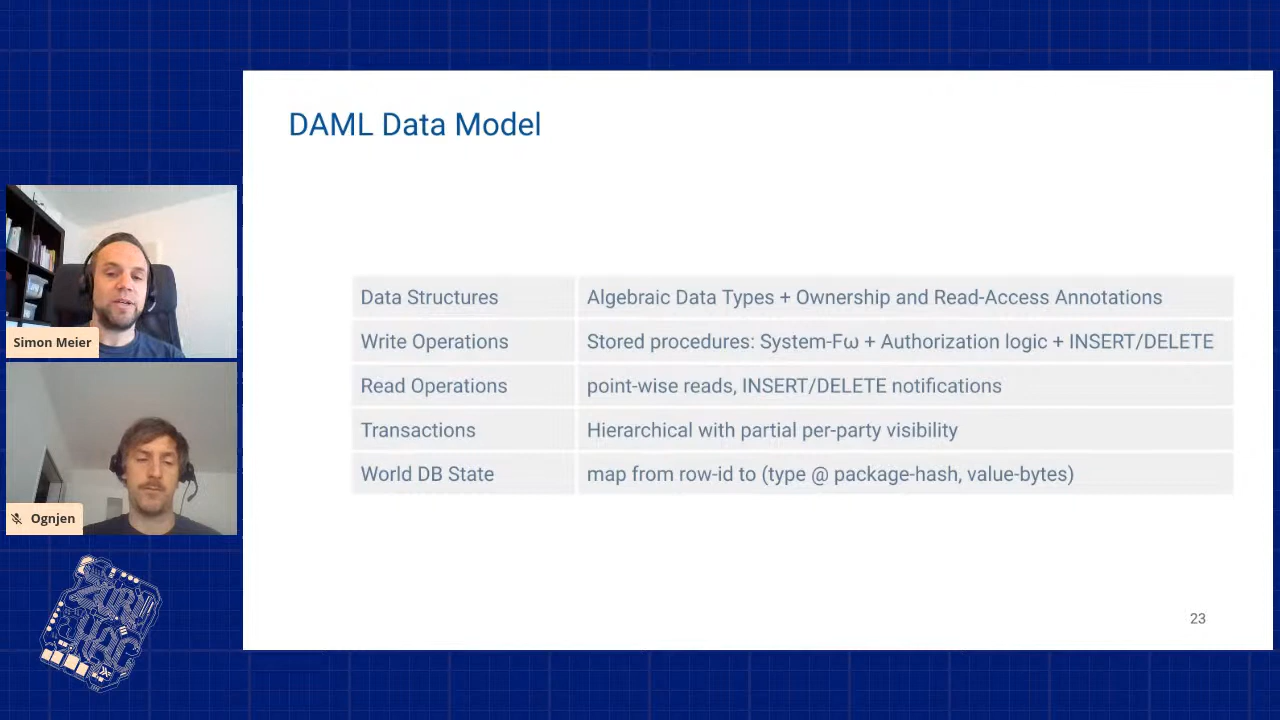 DAML Data Model
Data Structures
Algebraic Data Types + Ownership and Read-Access Annotations
Write Operations
Stored procedures: System-Fω + Authorization logic + INSERT/DELETE
Read Operations
point-wise reads, INSERT/DELETE notifications
Transactions
Hierarchical with partial per-party visibility
World DB State
map from row-id to (type @ package-hash, value-bytes)
23
Simon Meier
Ognjen
ZURI
HAC